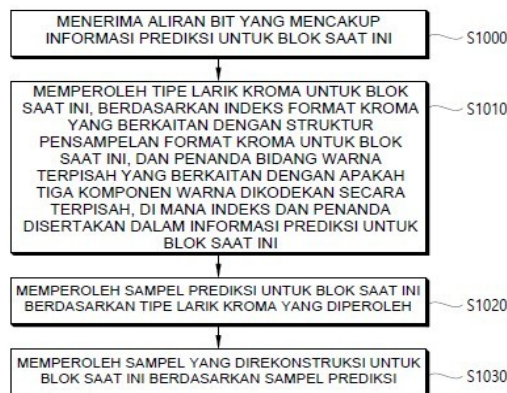 MENERIMA ALIRAN BIT YANG MENCAKUP
INFORMASI PREDIKSI UNTUK BLOK SAAT INI
S1000
MEMPEROLEH TIPE LARIK KROMA UNTUK BLOK
SAAT INI, BERDASARKAN INDEKS FORMAT KROMA
YANG BERKAITAN DENGAN STRUKTUR
PENSAMPELAN FORMAT KROMA UNTUK BLOK
SAAT INI, DAN PENANDA BIDANG WARNA
TERPISAH YANG BERKAITAN DENGAN APAKAH
TIGA KOMPONEN WARNA DIKODEKAN SECARA
TERPISAH, DI MANA INDEKS DAN PENANDA
DISERTAKAN DALAM INFORMASI PREDIKSI UNTUK
BLOK SAAT INI
S1010
MEMPEROLEH SAMPEL PREDIKSI UNTUK BLOK SAAT INI
BERDASARKAN TIPE LARIK KROMA YANG DIPEROLEH
S1020
MEMPEROLEH SAMPEL YANG DIREKONSTRUKSI UNTUK
BLOK SAAT INI BERDASARKAN SAMPEL PREDIKSI
S1030